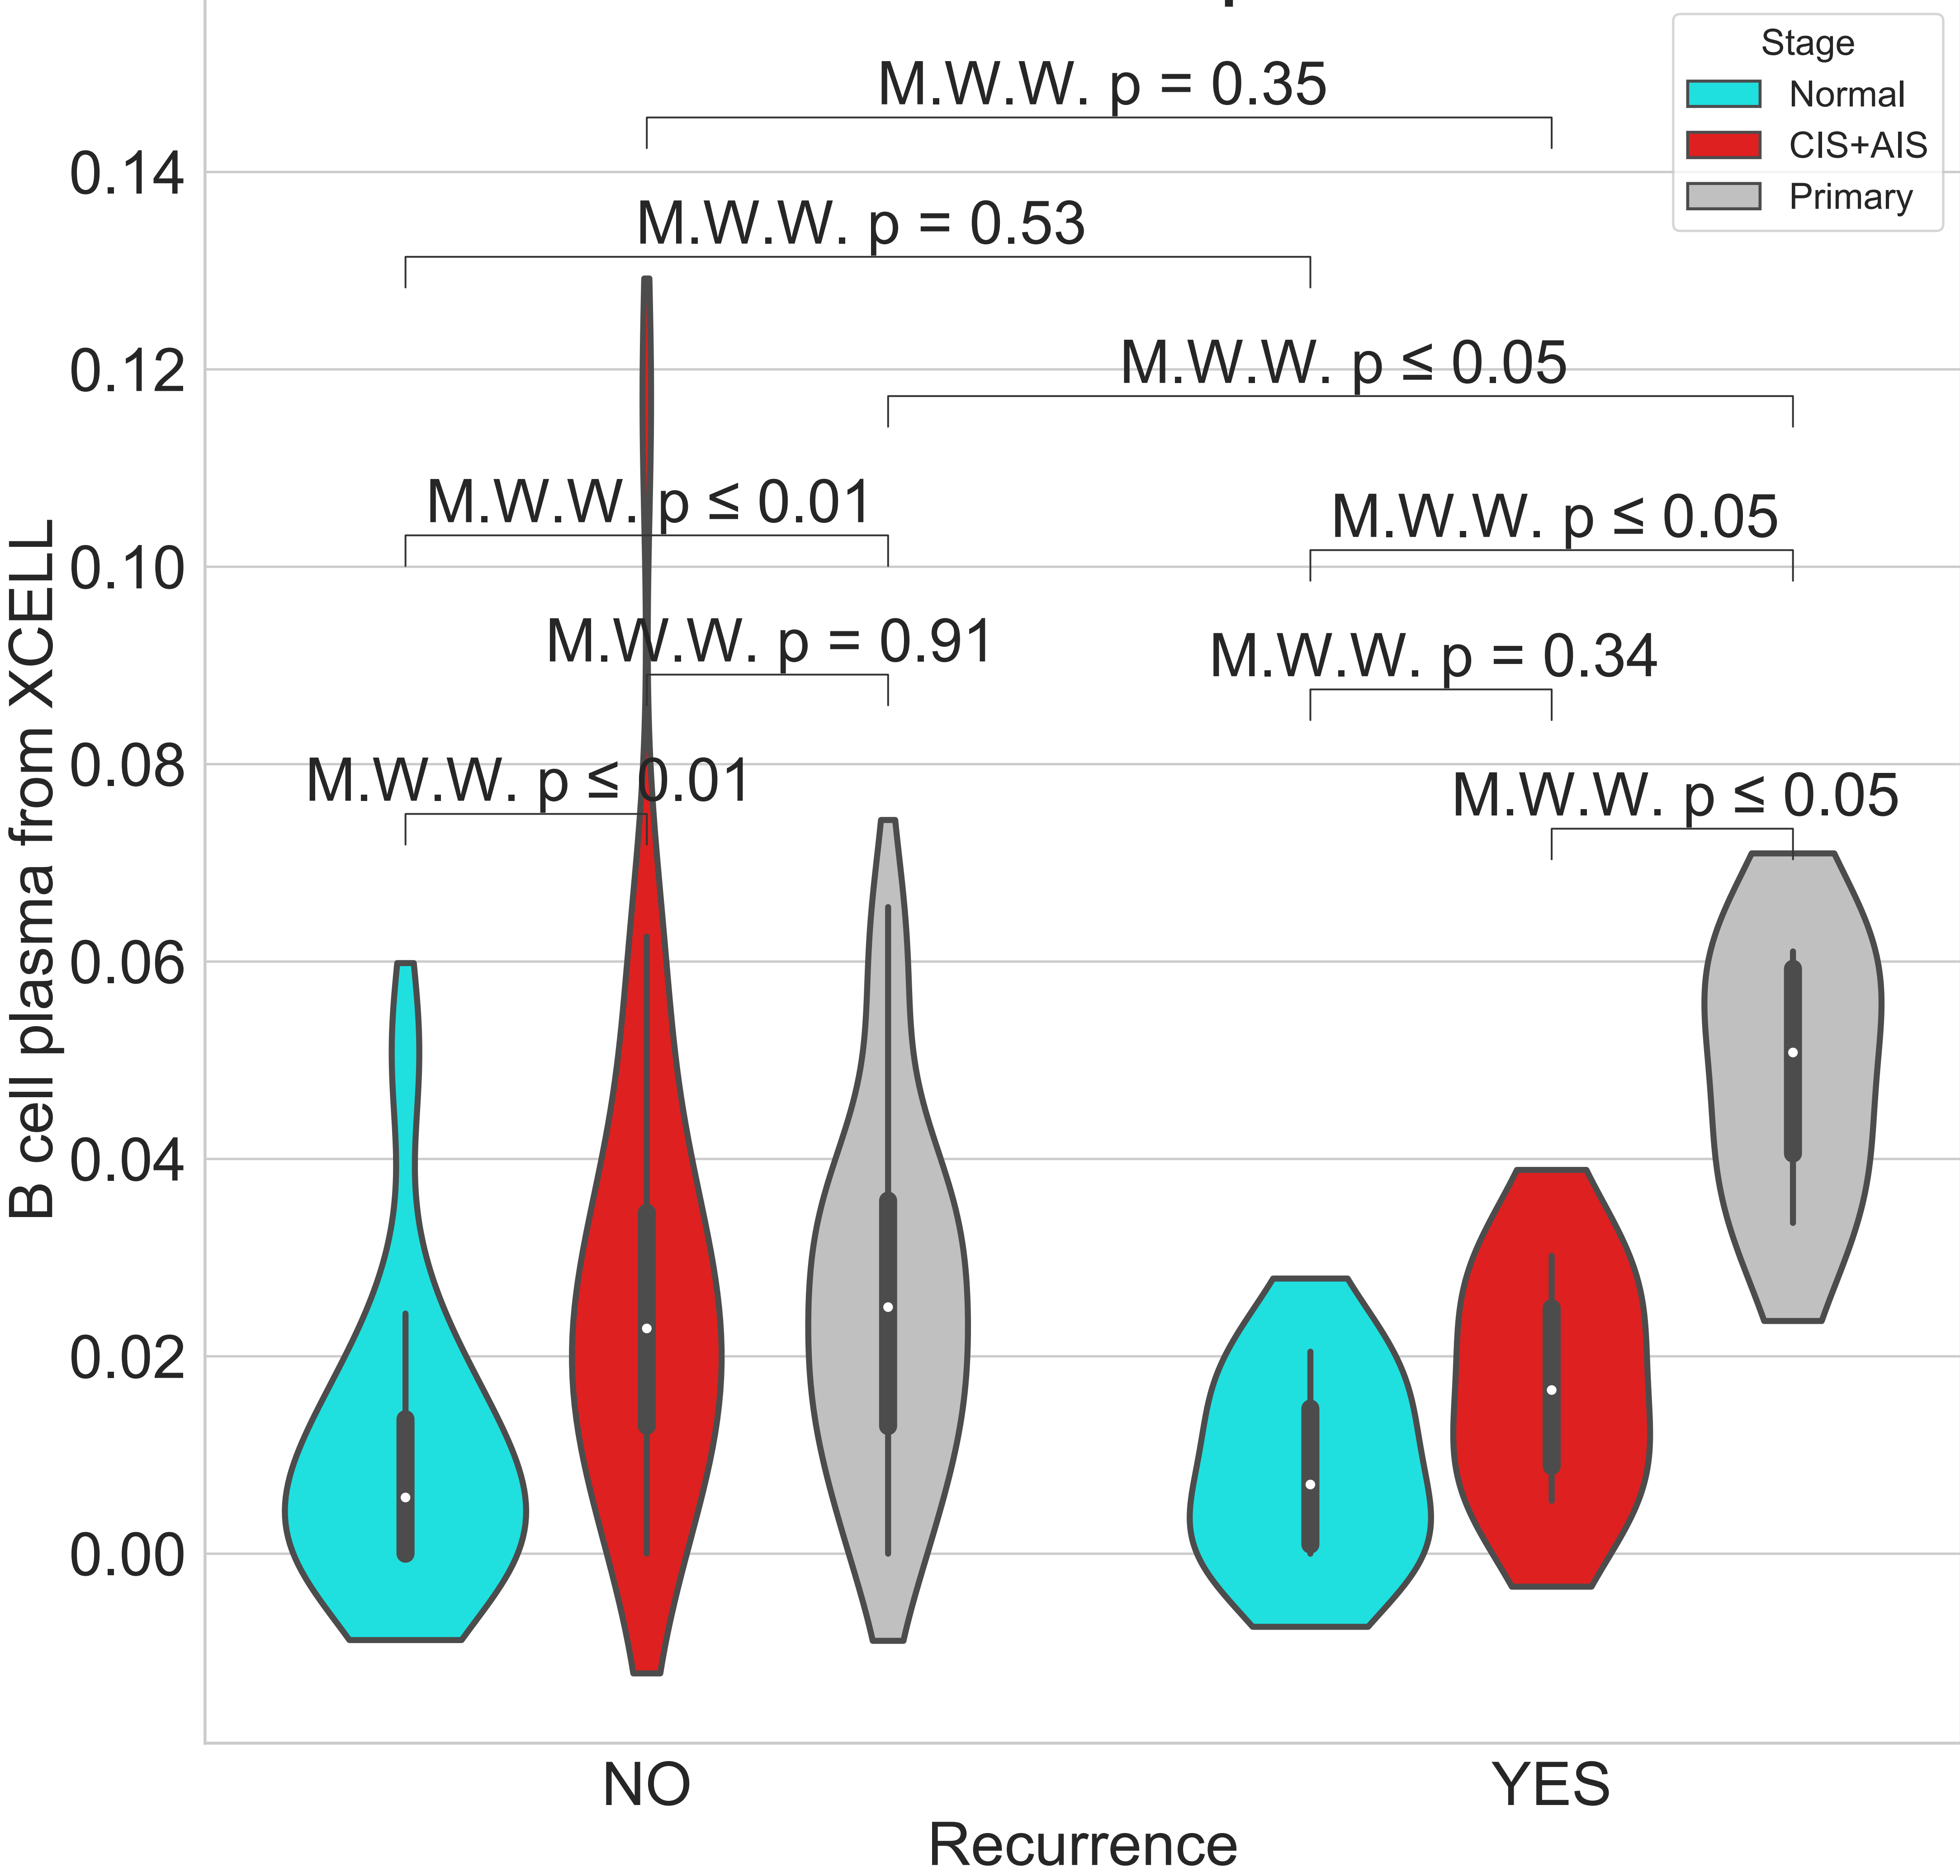 Stage
Normal
CIS+AIS
Primary
M.W.W. p = 0.35
M.W.W. p = 0.53
M.W.W. p ≤ 0.05
M.W.W. p ≤ 0.01
M.W.W. p ≤ 0.05
M.W.W. p = 0.91
M.W.W. p = 0.34
M.W.W. p ≤ 0.01
M.W.W. p ≤ 0.05
0.14
0.12
0.10
0.08
0.06
0.04
0.02
0.00
B cell plasma from XCELL
NO
YES
Recurrence